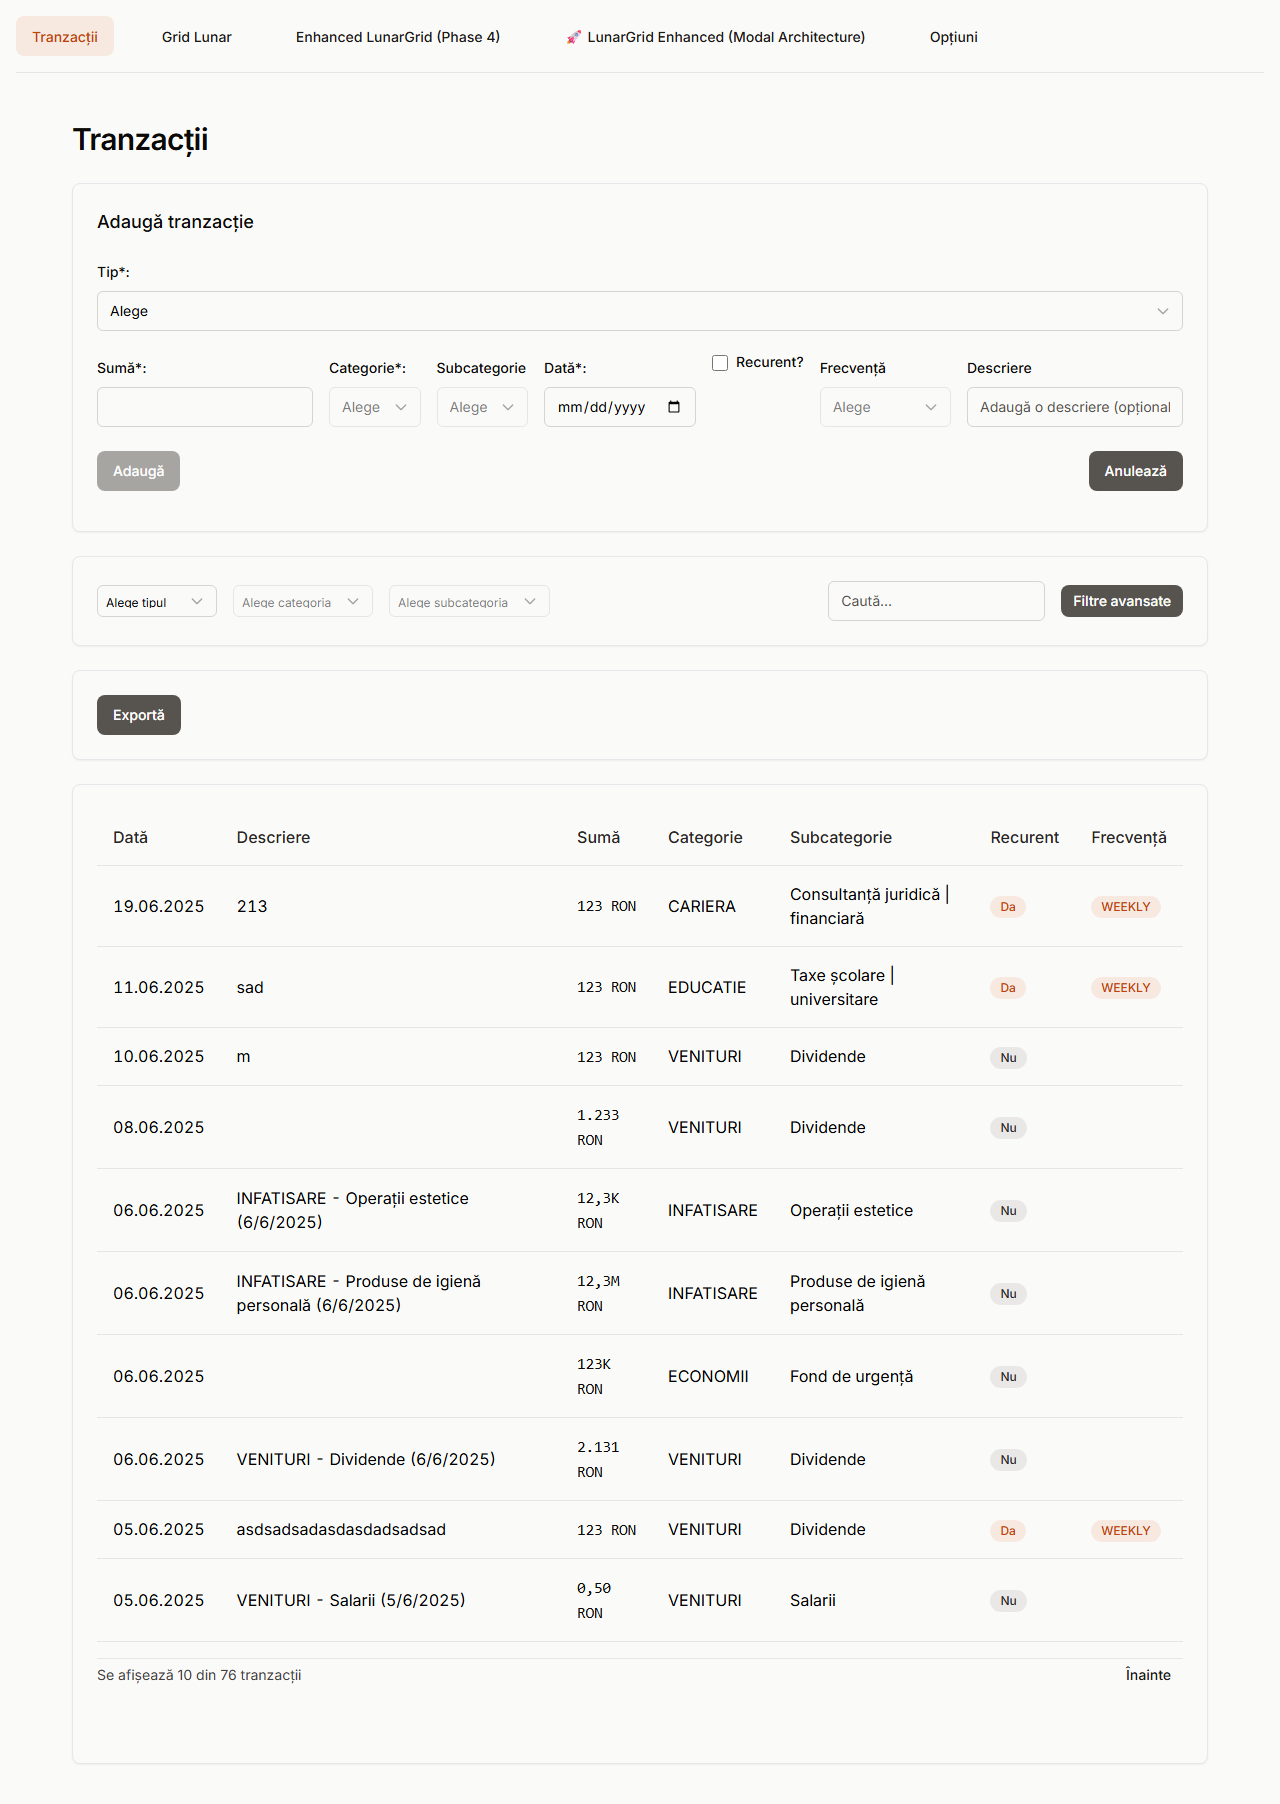 Tranzacții
Grid Lunar
Enhanced LunarGrid (Phase 4)
🚀 LunarGrid Enhanced (Modal Architecture)
Opțiuni
Tranzacții
Adaugă tranzacție
Tip*:
Alege
Sumă*:
Categorie*:
Subcategorie
Dată*:
Recurent?
Frecvență
Descriere
Alege
Alege
mm/dd/yyyy
Alege
Adaugă o descriere (opțional
Adaugă
Anulează
Alege tipul
Alege categoria
Alege subcategoria
Caută...
Filtre avansate
Exportă
Dată Descriere Sumă Categorie Subcategorie Recurent Frecvență
19.06.2025 213 123 RON CARIERA Consultanță juridică |
financiară Da WEEKLY
11.06.2025 sad 123 RON EDUCATIE Taxe școlare |
universitare Da WEEKLY
10.06.2025 m 123 RON VENITURI Dividende Nu
08.06.2025 1.233
RON VENITURI Dividende Nu
06.06.2025 INFATISARE - Operații estetice
(6/6/2025) 12,3K
RON INFATISARE Operații estetice Nu
06.06.2025 INFATISARE - Produse de igienă
personală (6/6/2025) 12,3M
RON INFATISARE Produse de igienă
personală Nu
06.06.2025 123K
RON ECONOMII Fond de urgență Nu
06.06.2025 VENITURI - Dividende (6/6/2025) 2.131
RON VENITURI Dividende Nu
05.06.2025 asdsadsadasdasdadsadsad 123 RON VENITURI Dividende Da WEEKLY
05.06.2025 VENITURI - Salarii (5/6/2025) 0,50
RON VENITURI Salarii Nu
Se afișează 10 din 76 tranzacții
Înainte